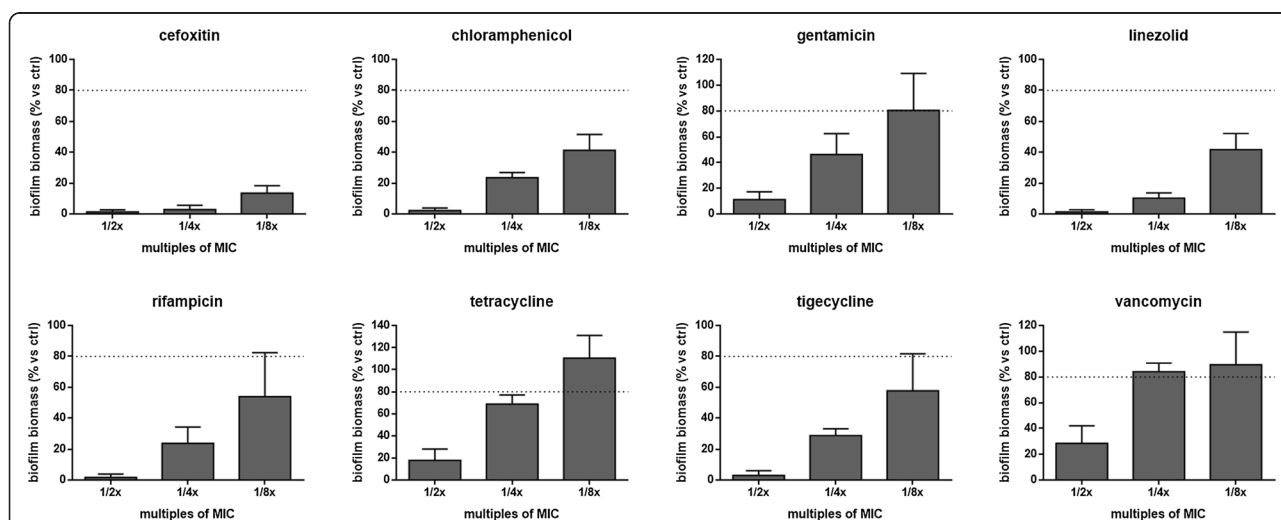 cefoxitin
biofilm biomass (% vs ctrl)
100
80
60
40
20
0
1/2x 1/4x 1/8x
multiples of MIC
chloramphenicol
biofilm biomass (% vs ctrl)
100
80
60
40
20
0
1/2x 1/4x 1/8x
multiples of MIC
gentamicin
biofilm biomass (% vs ctrl)
120
100
80
60
40
20
0
1/2x 1/4x 1/8x
multiples of MIC
linezolid
biofilm biomass (% vs ctrl)
100
80
60
40
20
0
1/2x 1/4x 1/8x
multiples of MIC
rifampicin
biofilm biomass (% vs ctrl)
100
80
60
40
20
0
1/2x 1/4x 1/8x
multiples of MIC
tetracycline
biofilm biomass (% vs ctrl)
140
120
100
80
60
40
20
0
1/2x 1/4x 1/8x
multiples of MIC
tigecycline
biofilm biomass (% vs ctrl)
100
80
60
40
20
0
1/2x 1/4x 1/8x
multiples of MIC
vancomycin
biofilm biomass (% vs ctrl)
120
100
80
60
40
20
0
1/2x 1/4x 1/8x
multiples of MIC